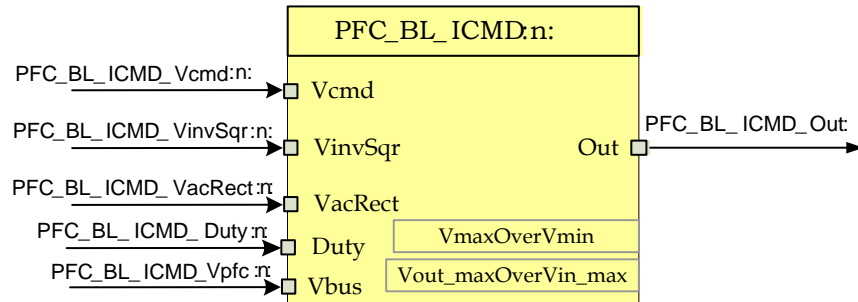 PFC_BL_ICMD:n:
PFC_BL_ICMD_Vcmd:n:
Vcmd
PFC_BL_ICMD_VinvSqr:n:
VinvSqr
Out
PFC_BL_ICMD_Out:
PFC_BL_ICMD_VacRect:n:
VacRect
PFC_BL_ICMD_Duty:n:
Duty
VmaxOverVmin
PFC_BL_ICMD_Vpfc:n:
Vbus
Vout_maxOverVin_max